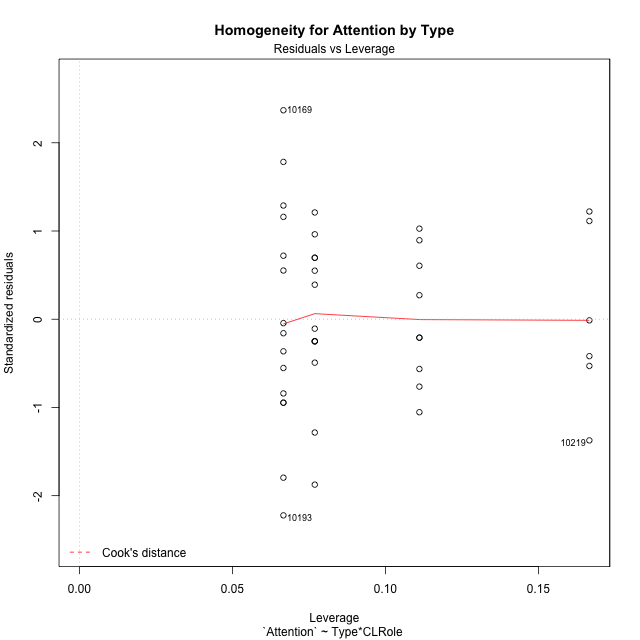 Homogeneity for Attention by Type
Residuals vs Leverage
10169
2
1
0
-1
-2
Standardized residuals
10219
10193
Cook's distance
0.00 0.05 0.10 0.15
Leverage
`Attention` ~ Type*CLRole